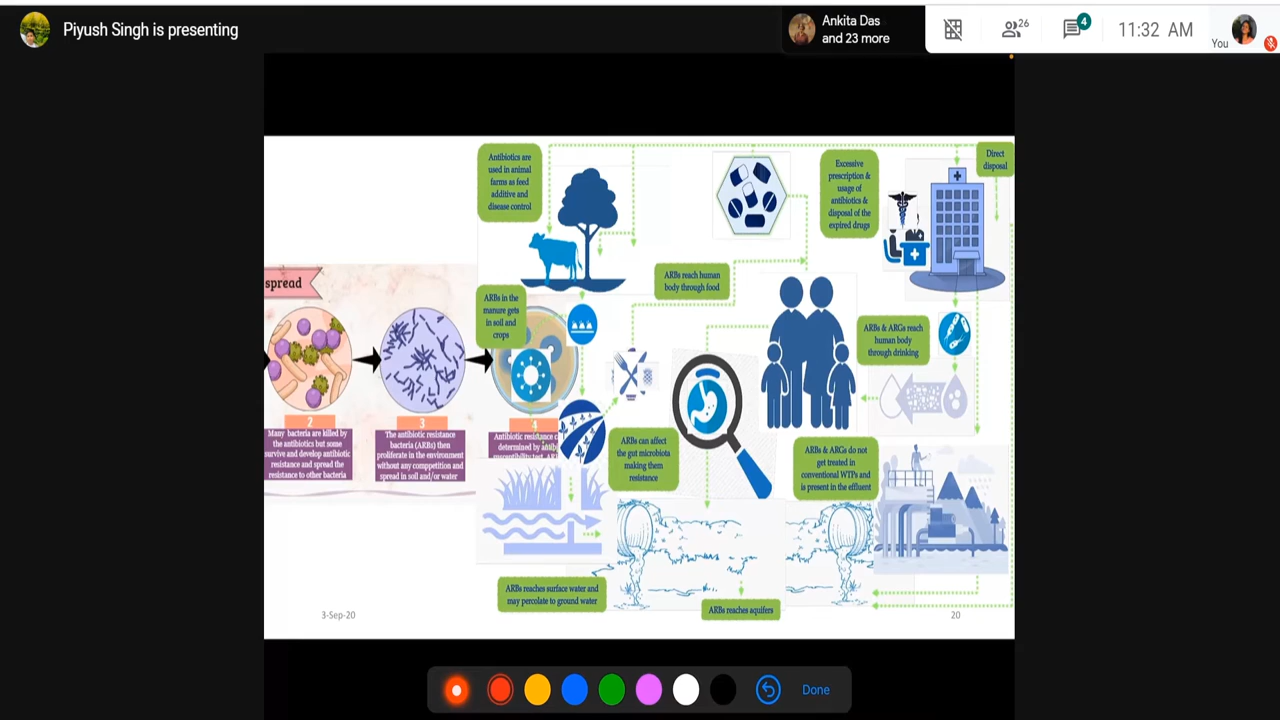 Piyush Singh is presenting
Ankita Das
and 23 more
26
4
11:32 AM
You
Antibiotics are
used in animal
farms as feed
additive and
disease control
Excessive
prescription &
usage of
antibiotics &
disposal of the
expired drugs
Direct
disposal
spread
ARBs in the
manure gets
in soil and
crops
ARBs reach human
body through food
ARBs & ARGs reach
human body
through drinking
2
Many bacteria are killed by
the antibiotics but some
survive and develop antibiotic
resistance and spread the
resistance to other bacteria
3
The antibiotic resistance
bacteria (ARBs) then
proliferate in the environment
without any comppetition and
spread in soil and/or water
4
Antibiotic resistance
determined by
ARBs can affect
the gut microbiota
making them
resistance
ARBs & ARGs do not
get treated in
conventional WTPs and
is present in the effluent
ARBs reaches surface water and
may percolate to ground water
ARBs reaches aquifers
3-Sep-20
20
Done